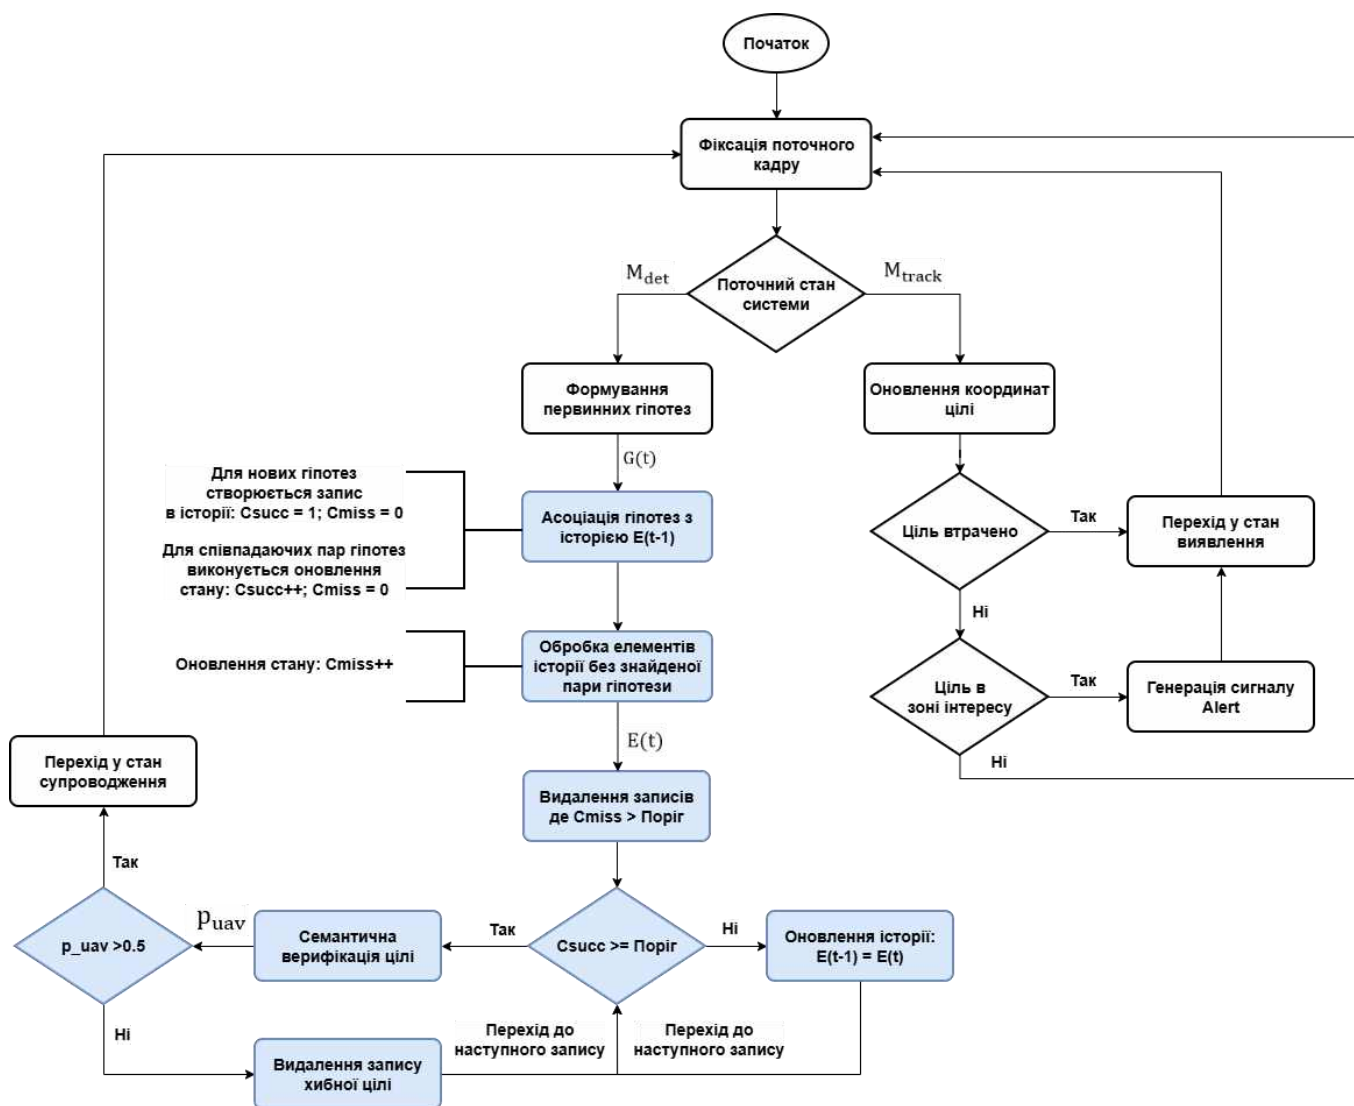 Початок
Фіксація поточного
кадру
Поточний стан
системи
M_det
M_track
Формування
первинних гіпотез
Оновлення координат
цілі
G(t)
Для нових гіпотез
створюється запис
в історії: Csucc = 1; Cmiss = 0
Для співпадаючих пар гіпотез
виконується оновлення
стану: Csucc++; Cmiss = 0
Асоціація гіпотез з
історією E(t-1)
Ціль втрачено
Так
Перехід у стан
виявлення
Ні
Оновлення стану: Cmiss++
Обробка елементів
історії без знайденої
пари гіпотези
Ціль в
зоні інтересу
Так
Генерація сигналу
Alert
Ні
E(t)
Перехід у стан
супроводження
Видалення записів
де Cmiss > Поріг
Так
p_uav >0.5
p_uav
Семантична
верифікація цілі
Так
Csucc >= Поріг
Ні
Оновлення історії:
E(t-1) = E(t)
Ні
Видалення запису
хибної цілі
Перехід до
наступного запису
Перехід до
наступного запису